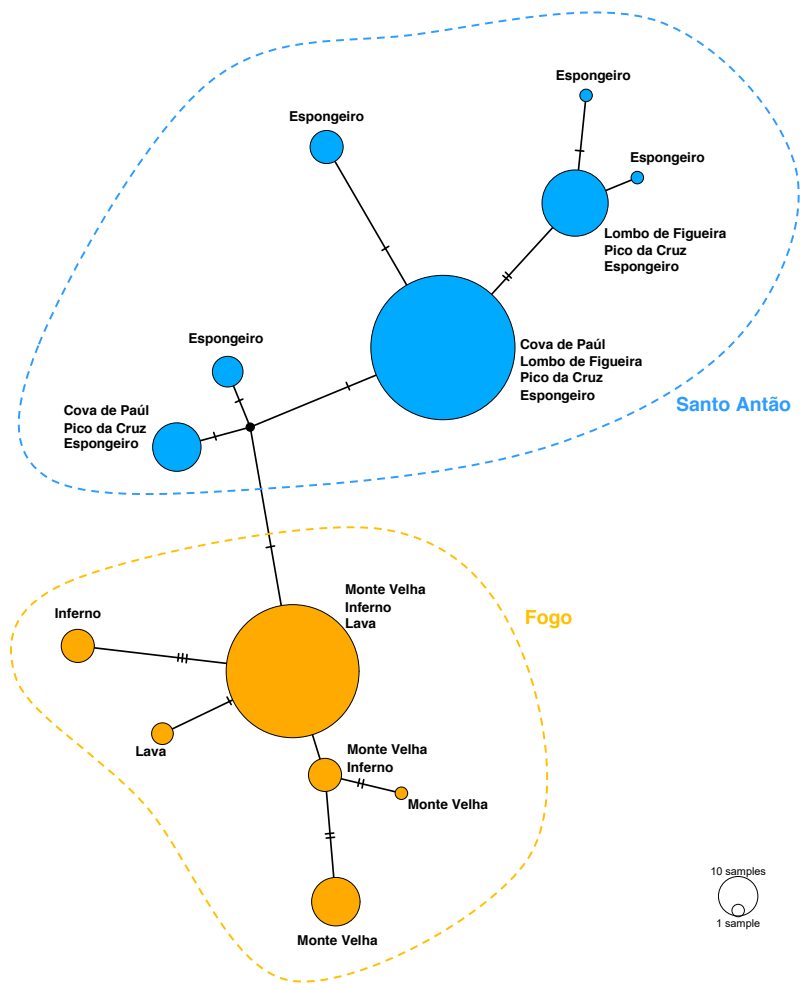 Espongeiro
Espongeiro
Espongeiro
Lombo de Figueira
Pico da Cruz
Espongeiro
Espongeiro
Cova de Paúl
Lombo de Figueira
Pico da Cruz
Espongeiro
Cova de Paúl
Pico da Cruz
Espongeiro
Santo Antão
Monte Velha
Inferno
Lava
Inferno
Fogo
Lava
Monte Velha
Inferno
Monte Velha
Monte Velha
10 samples
1 sample